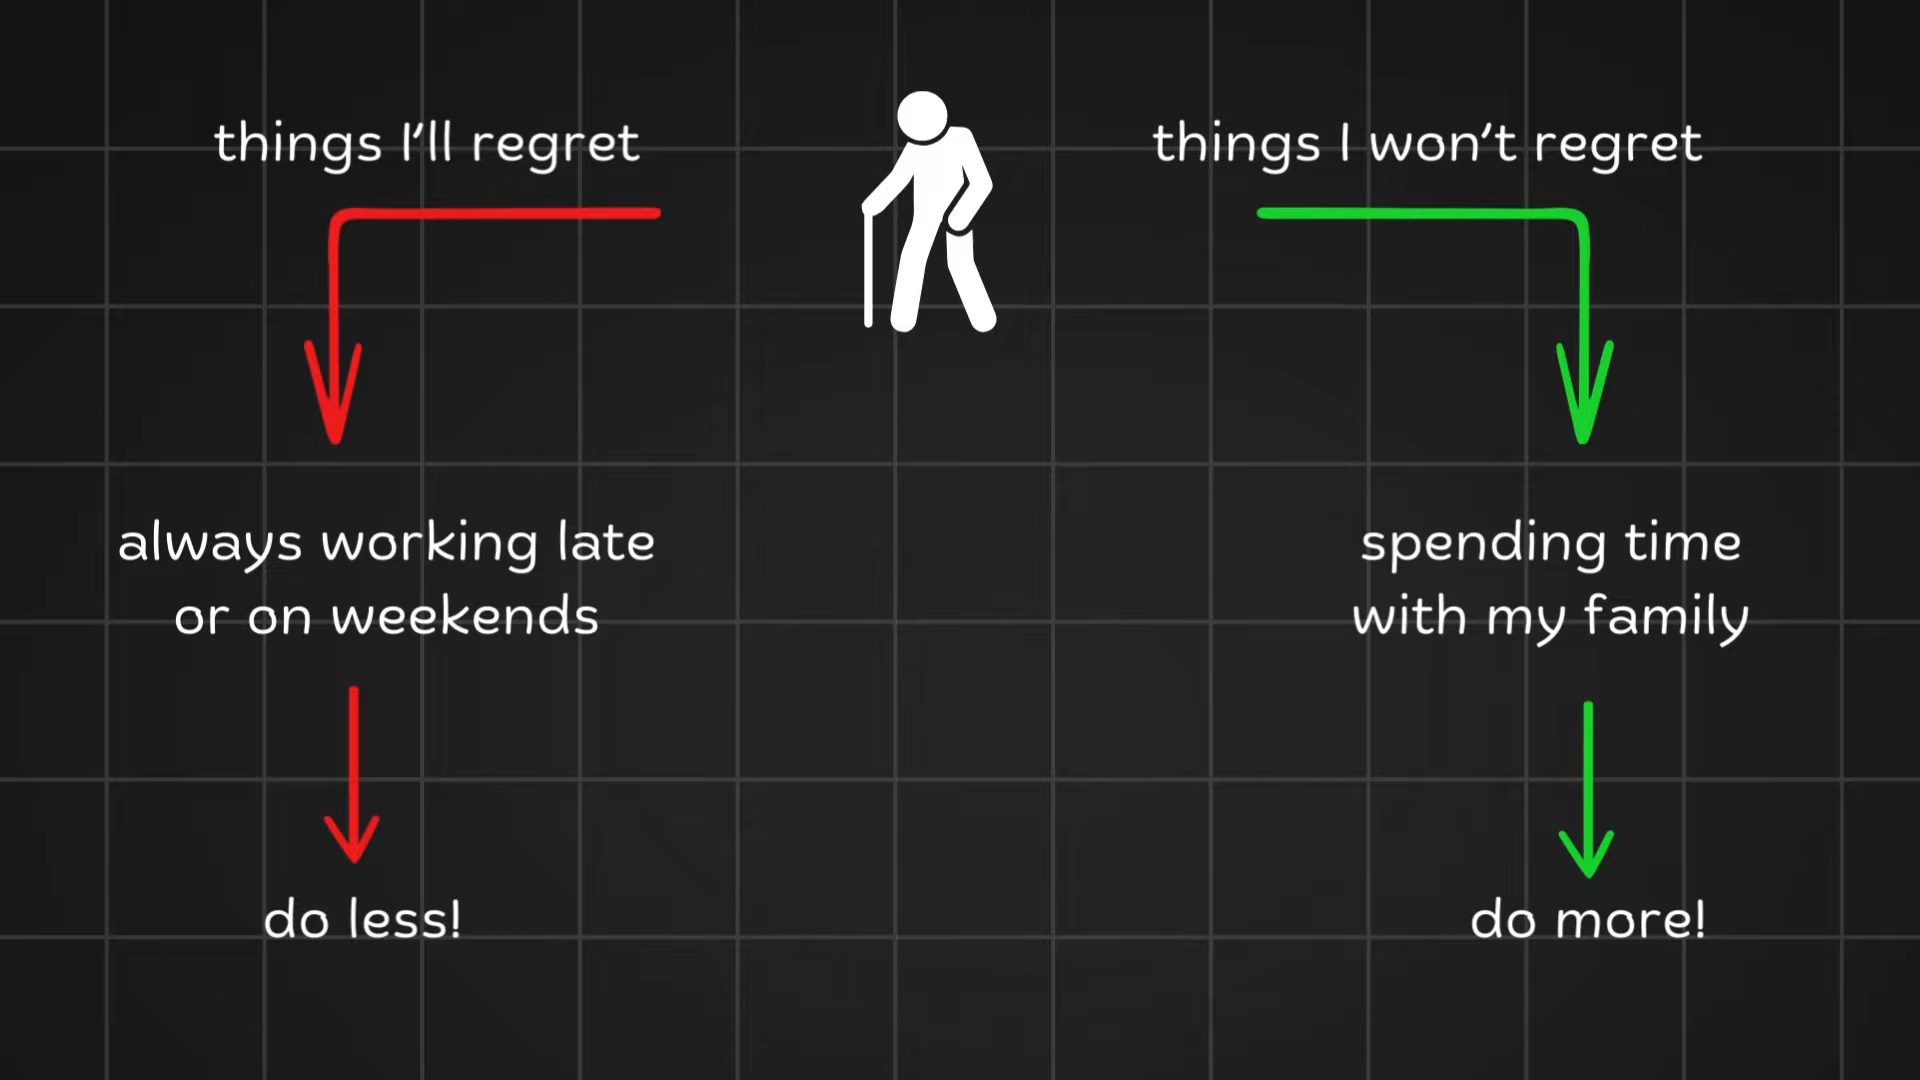 things I'll regret
things I won't regret
always working late
or on weekends
spending time
with my family
do less!
do more!